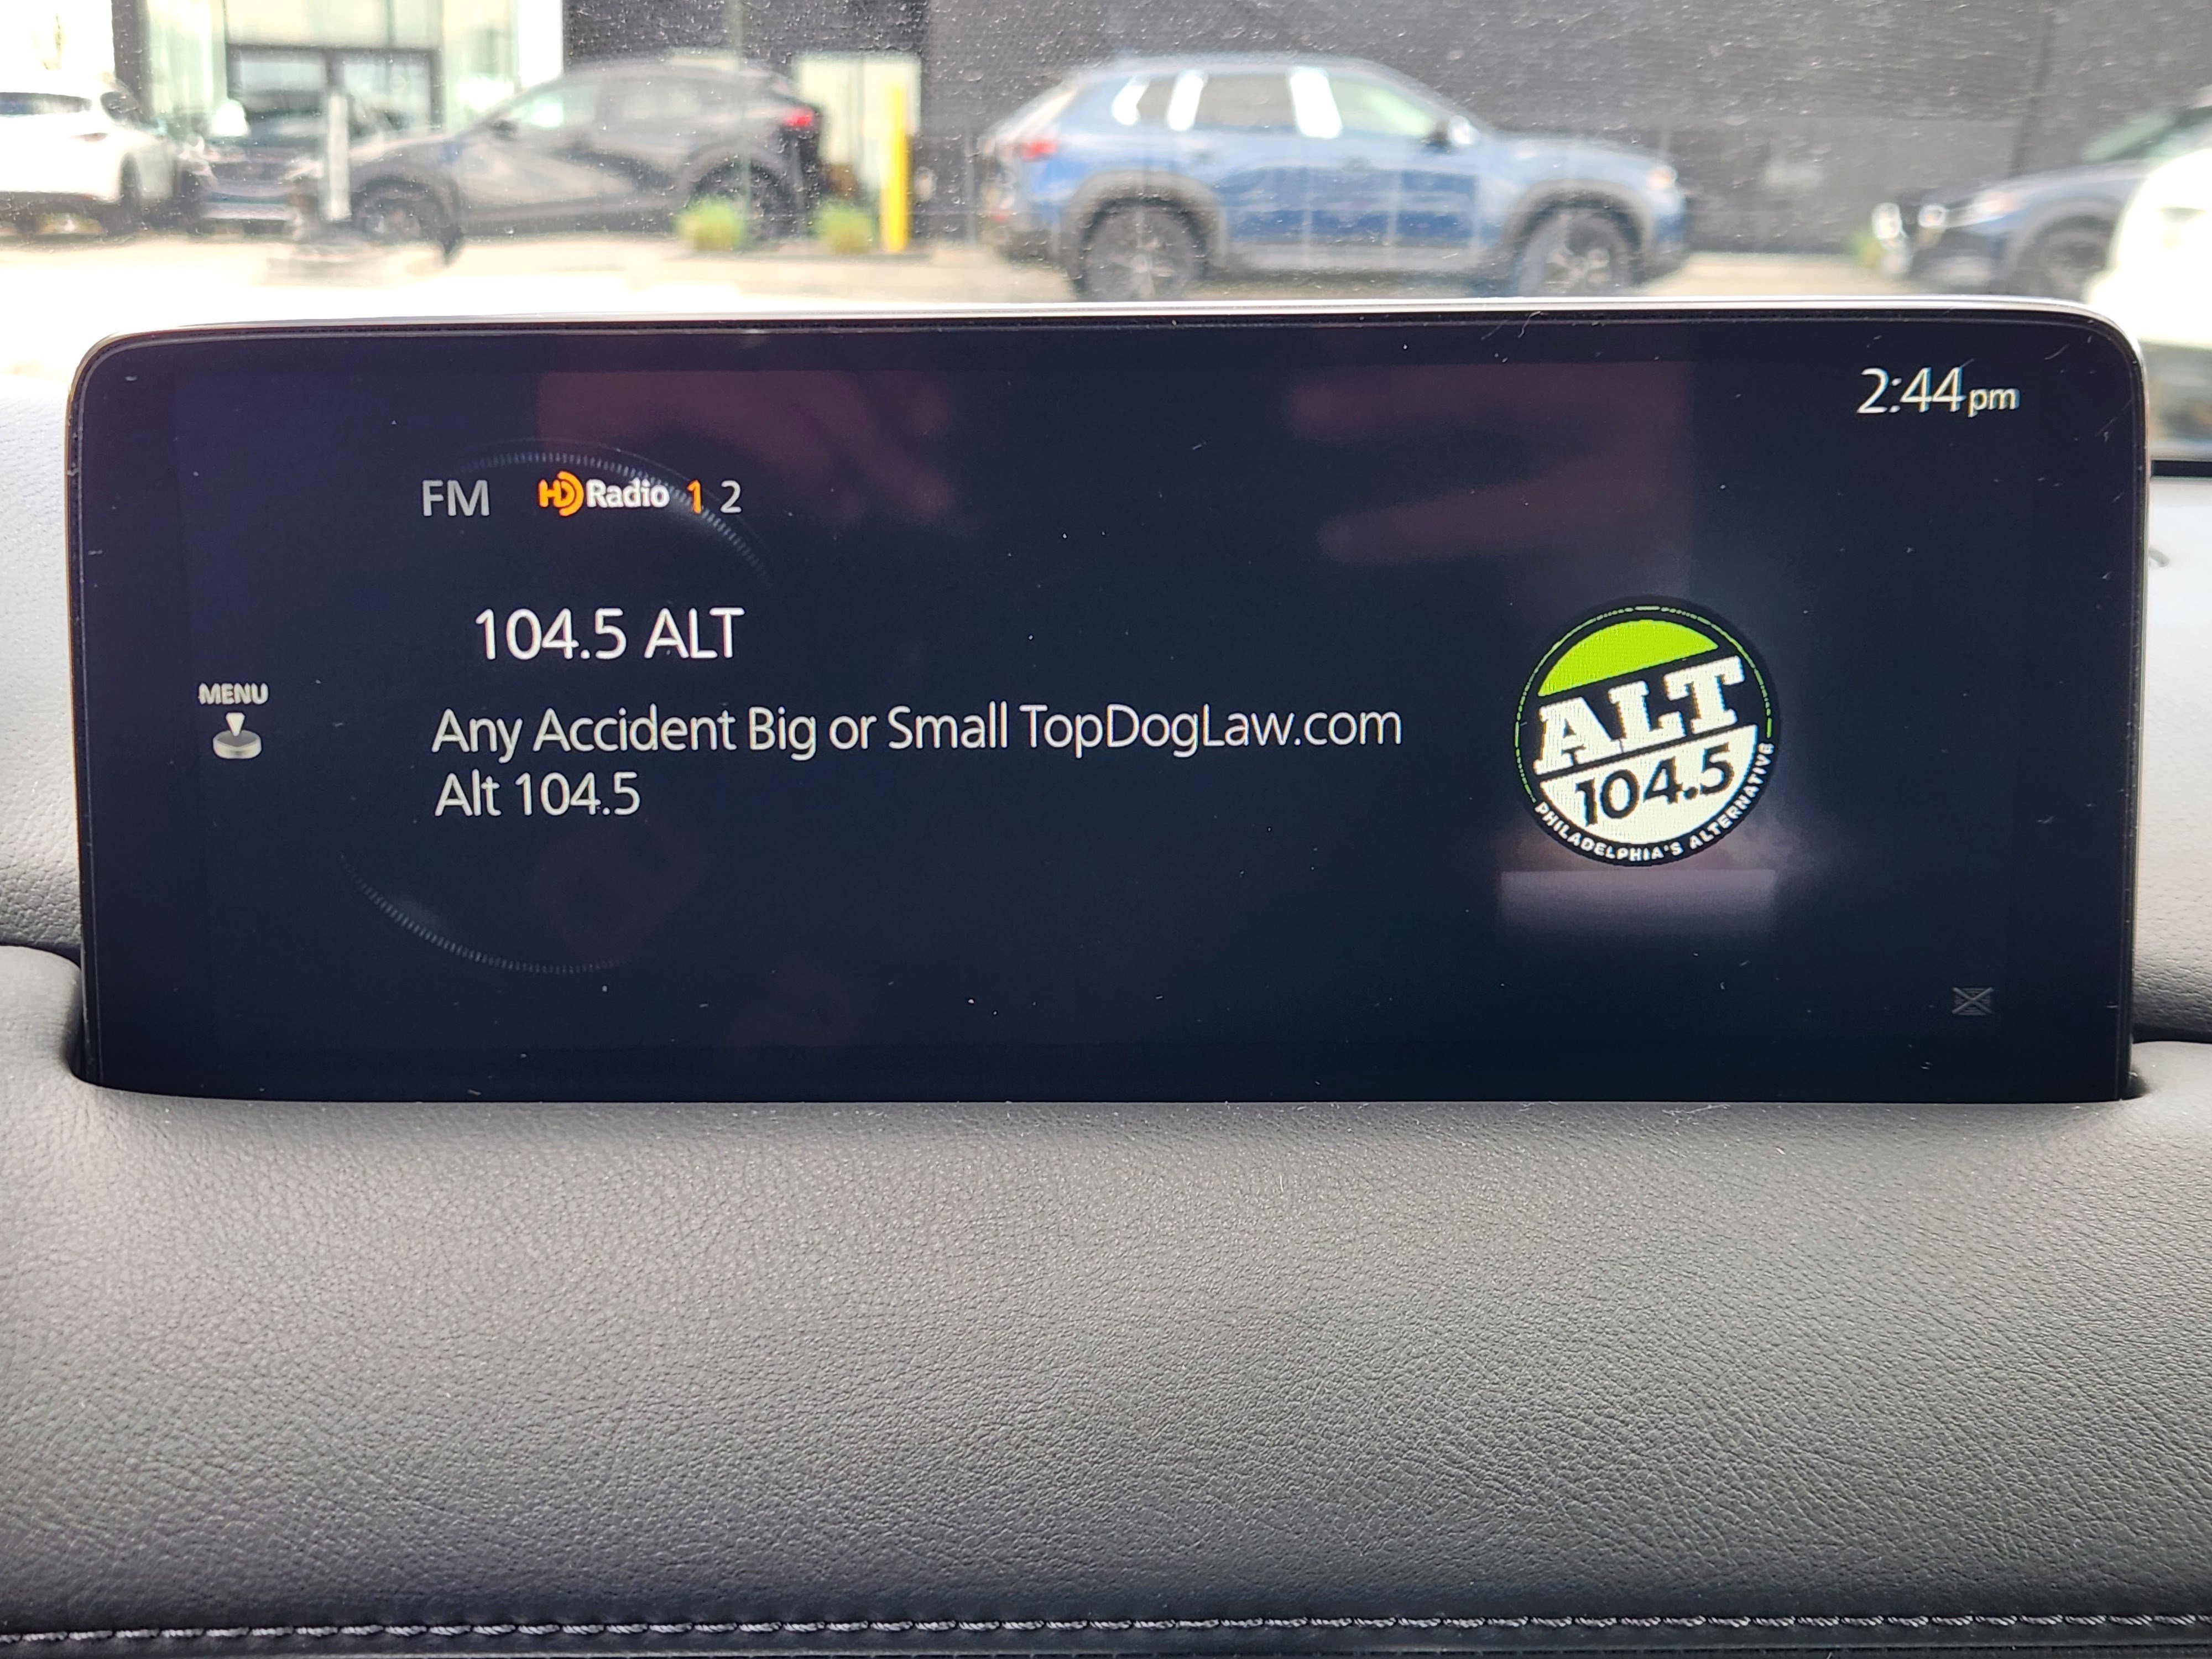 2:44pm
FM HD Radio 1 2
104.5 ALT
MENU
Any Accident Big or Small TopDogLaw.com
Alt 104.5
ALT
104.5
PHILADELPHIA'S ALTERNATIVE